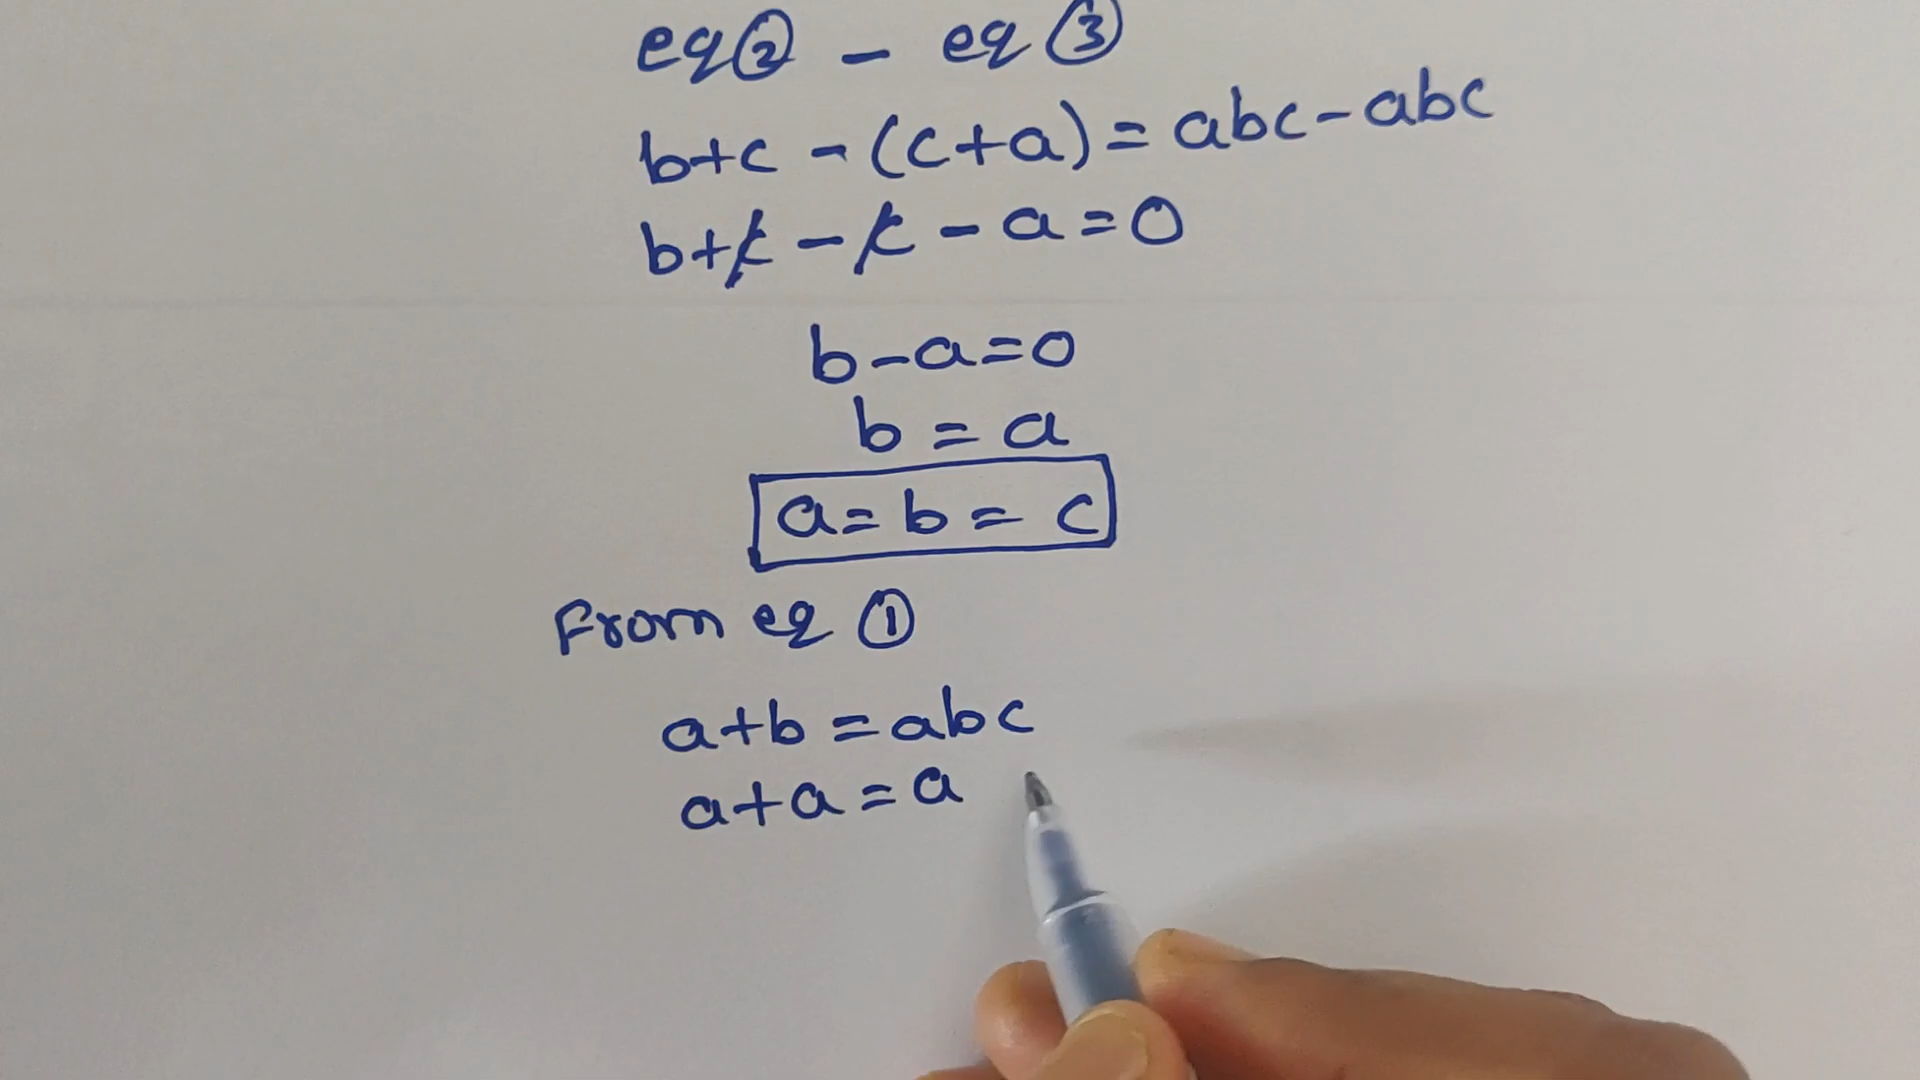 eq② - eq③
b+c - (c+a) = abc - abc
b+c - c - a = 0
b-a=0
b = a
a = b = c
From eq ①
a+b = abc
a+a = a